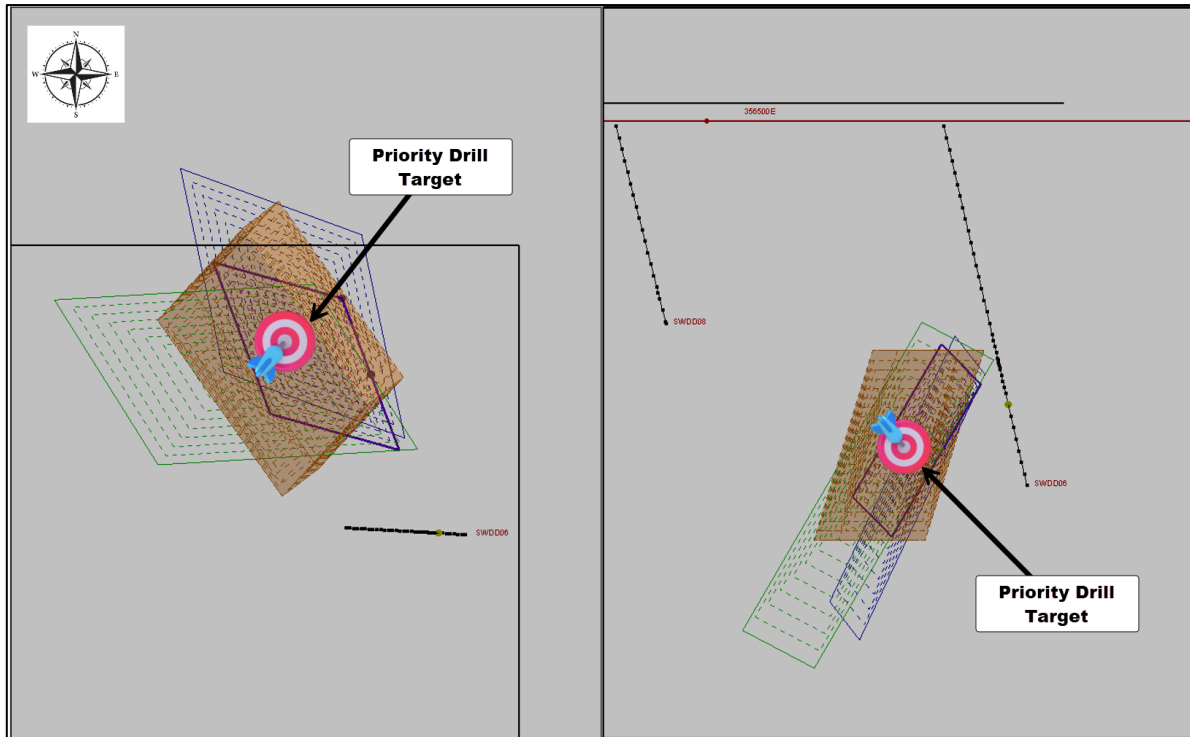 N
W E
S
Priority Drill
Target
SWDD06
356500E
SWDD08
SWDD06
Priority Drill
Target